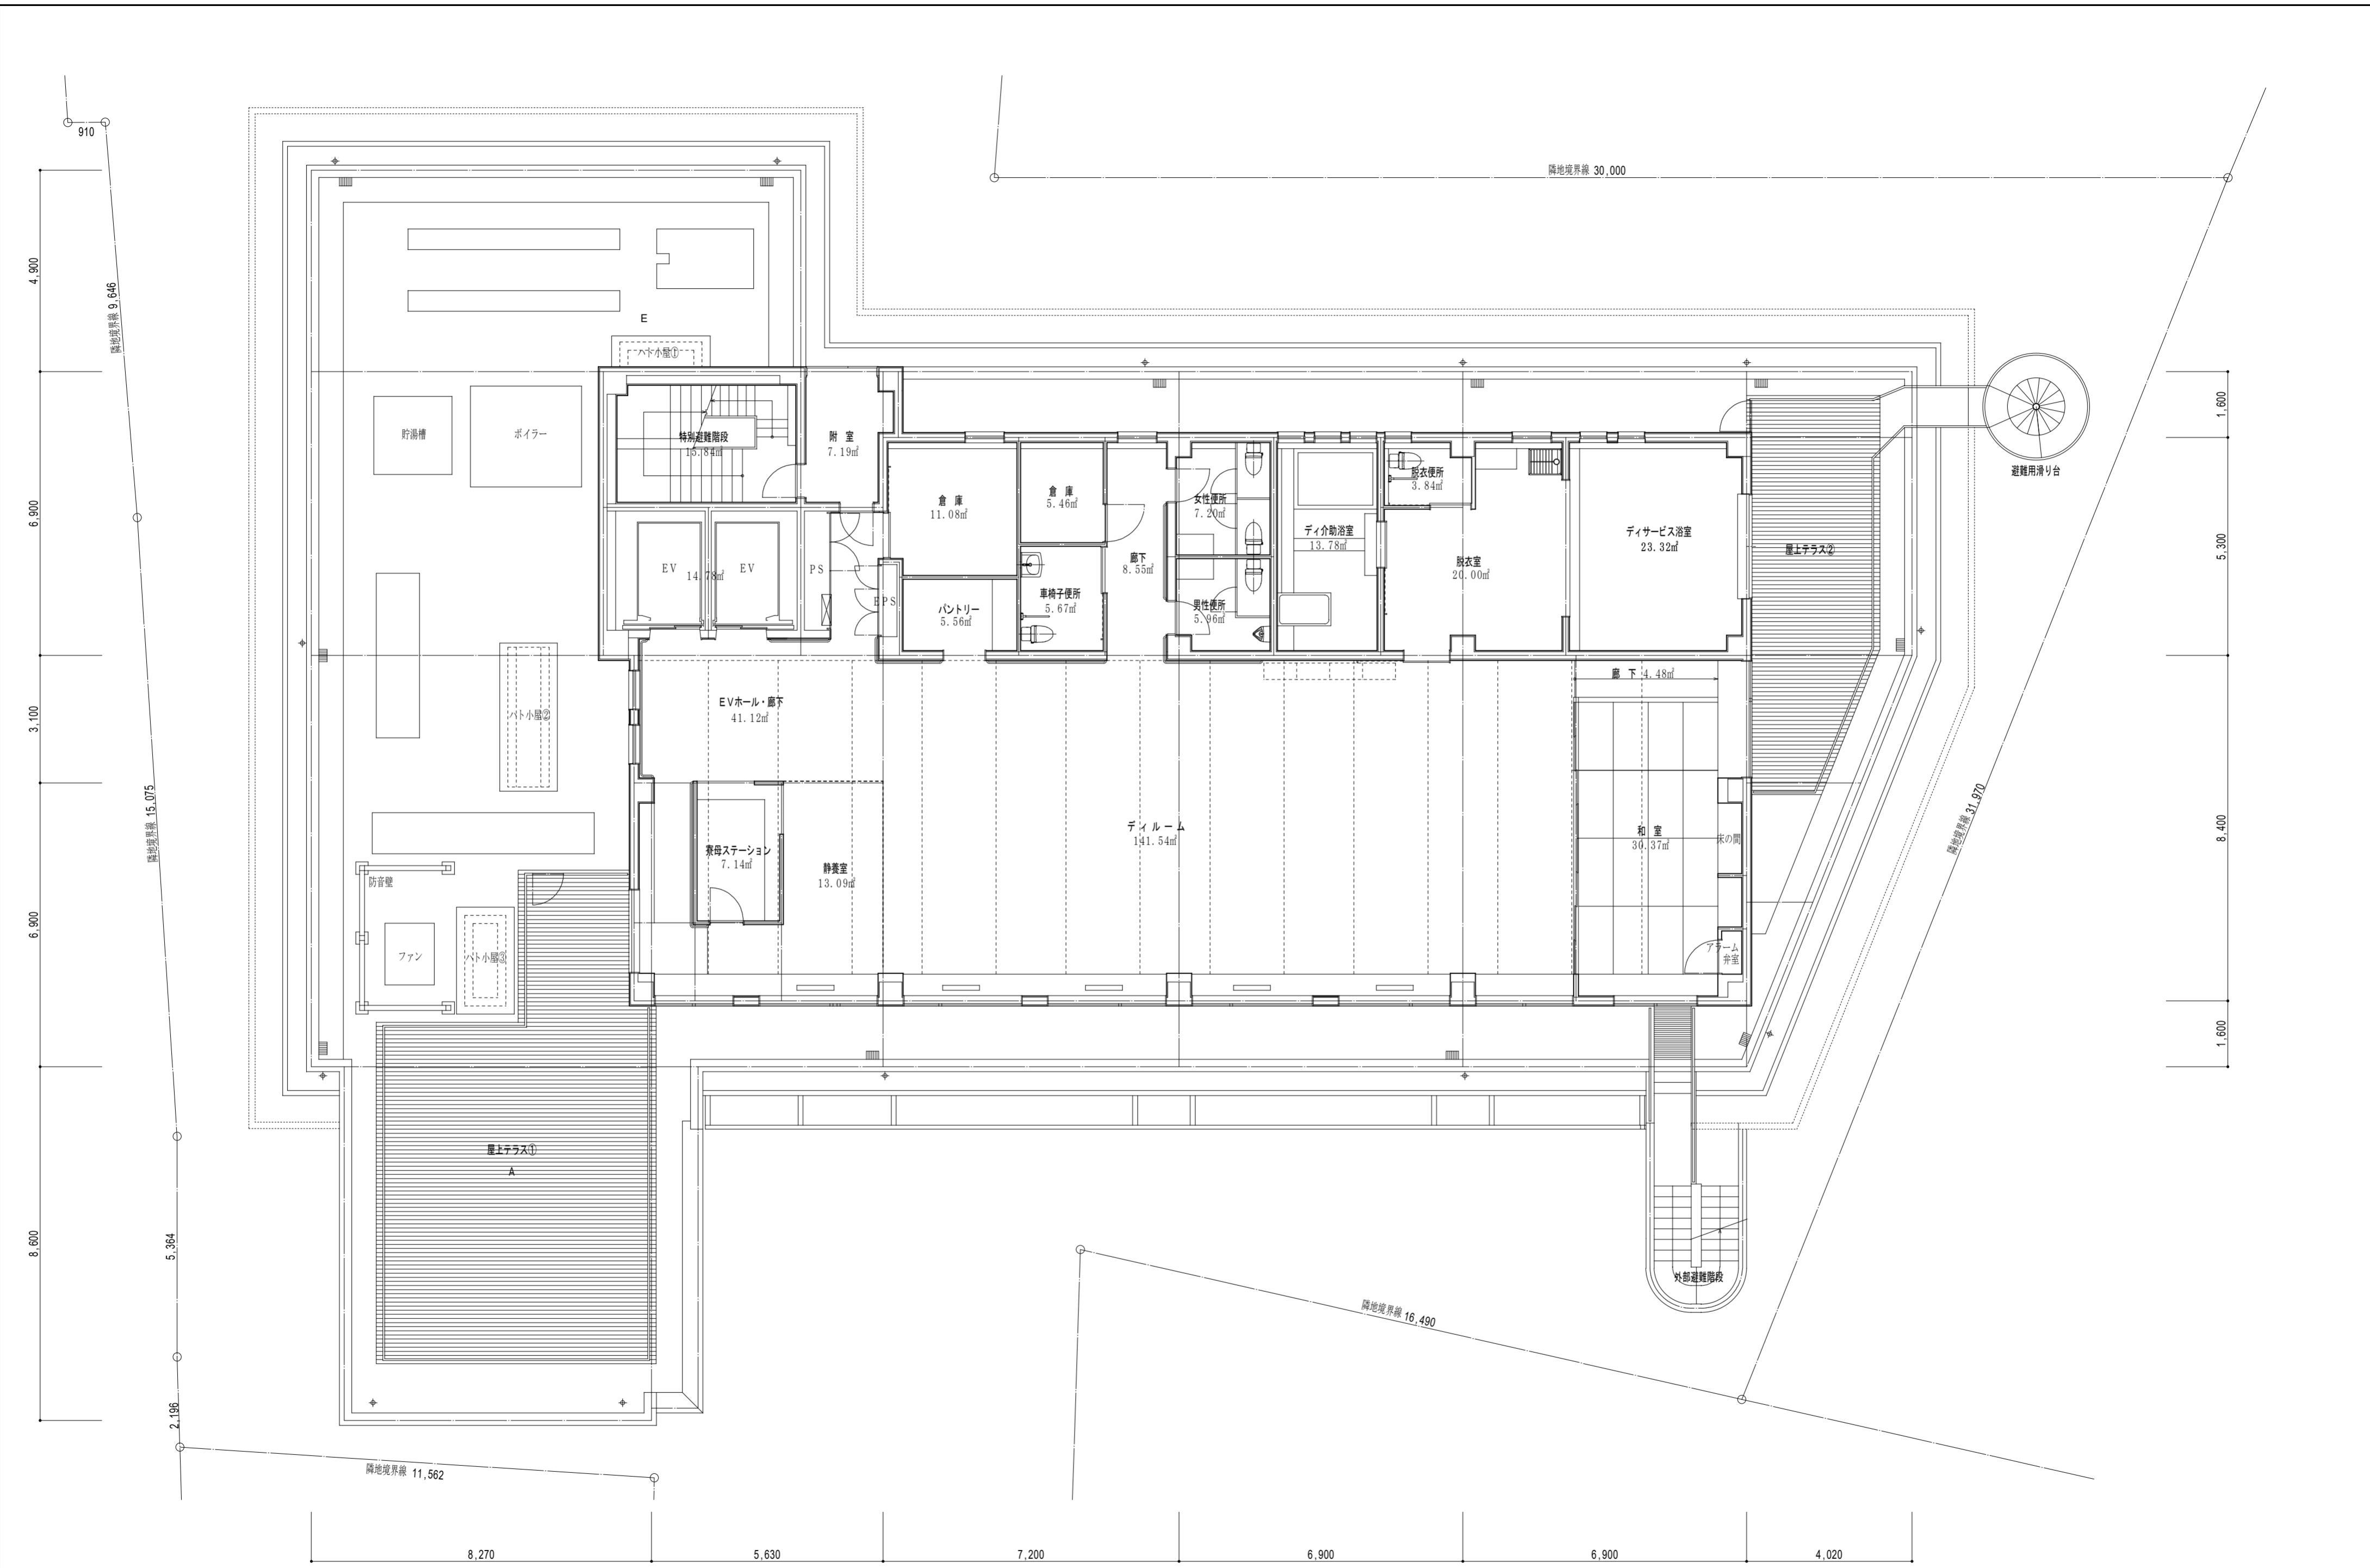 910
隣地境界線 30,000
4,900
隣地境界線 9,646
E
ハト小屋①
1,600
貯湯槽
ボイラー
特別避難階段
15.84㎡
附 室
7.19㎡
避難用滑り台
倉 庫
11.08㎡
倉 庫
5.46㎡
女性便所
7.20㎡
脱衣便所
3.84㎡
ディ介助浴室
13.78㎡
ディサービス浴室
23.32㎡
屋上テラス②
6,900
5,300
EV
14.78㎡
EV
PS
EPS
廊下
8.55㎡
脱衣室
20.00㎡
パントリー
5.56㎡
車椅子便所
5.67㎡
男性便所
5.96㎡
廊 下 4.48㎡
3,100
ハト小屋②
EVホール・廊下
41.12㎡
隣地境界線 15,075
隣地境界線 31,970
8,400
寮母ステーション
7.14㎡
静養室
13.09㎡
ディルーム
141.54㎡
和 室
30.37㎡
床の間
防音壁
6,900
ファン
ハト小屋③
アラーム
弁室
1,600
屋上テラス①
A
5,364
8,600
外部避難階段
隣地境界線 16,490
2,196
隣地境界線 11,562
8,270
5,630
7,200
6,900
6,900
4,020